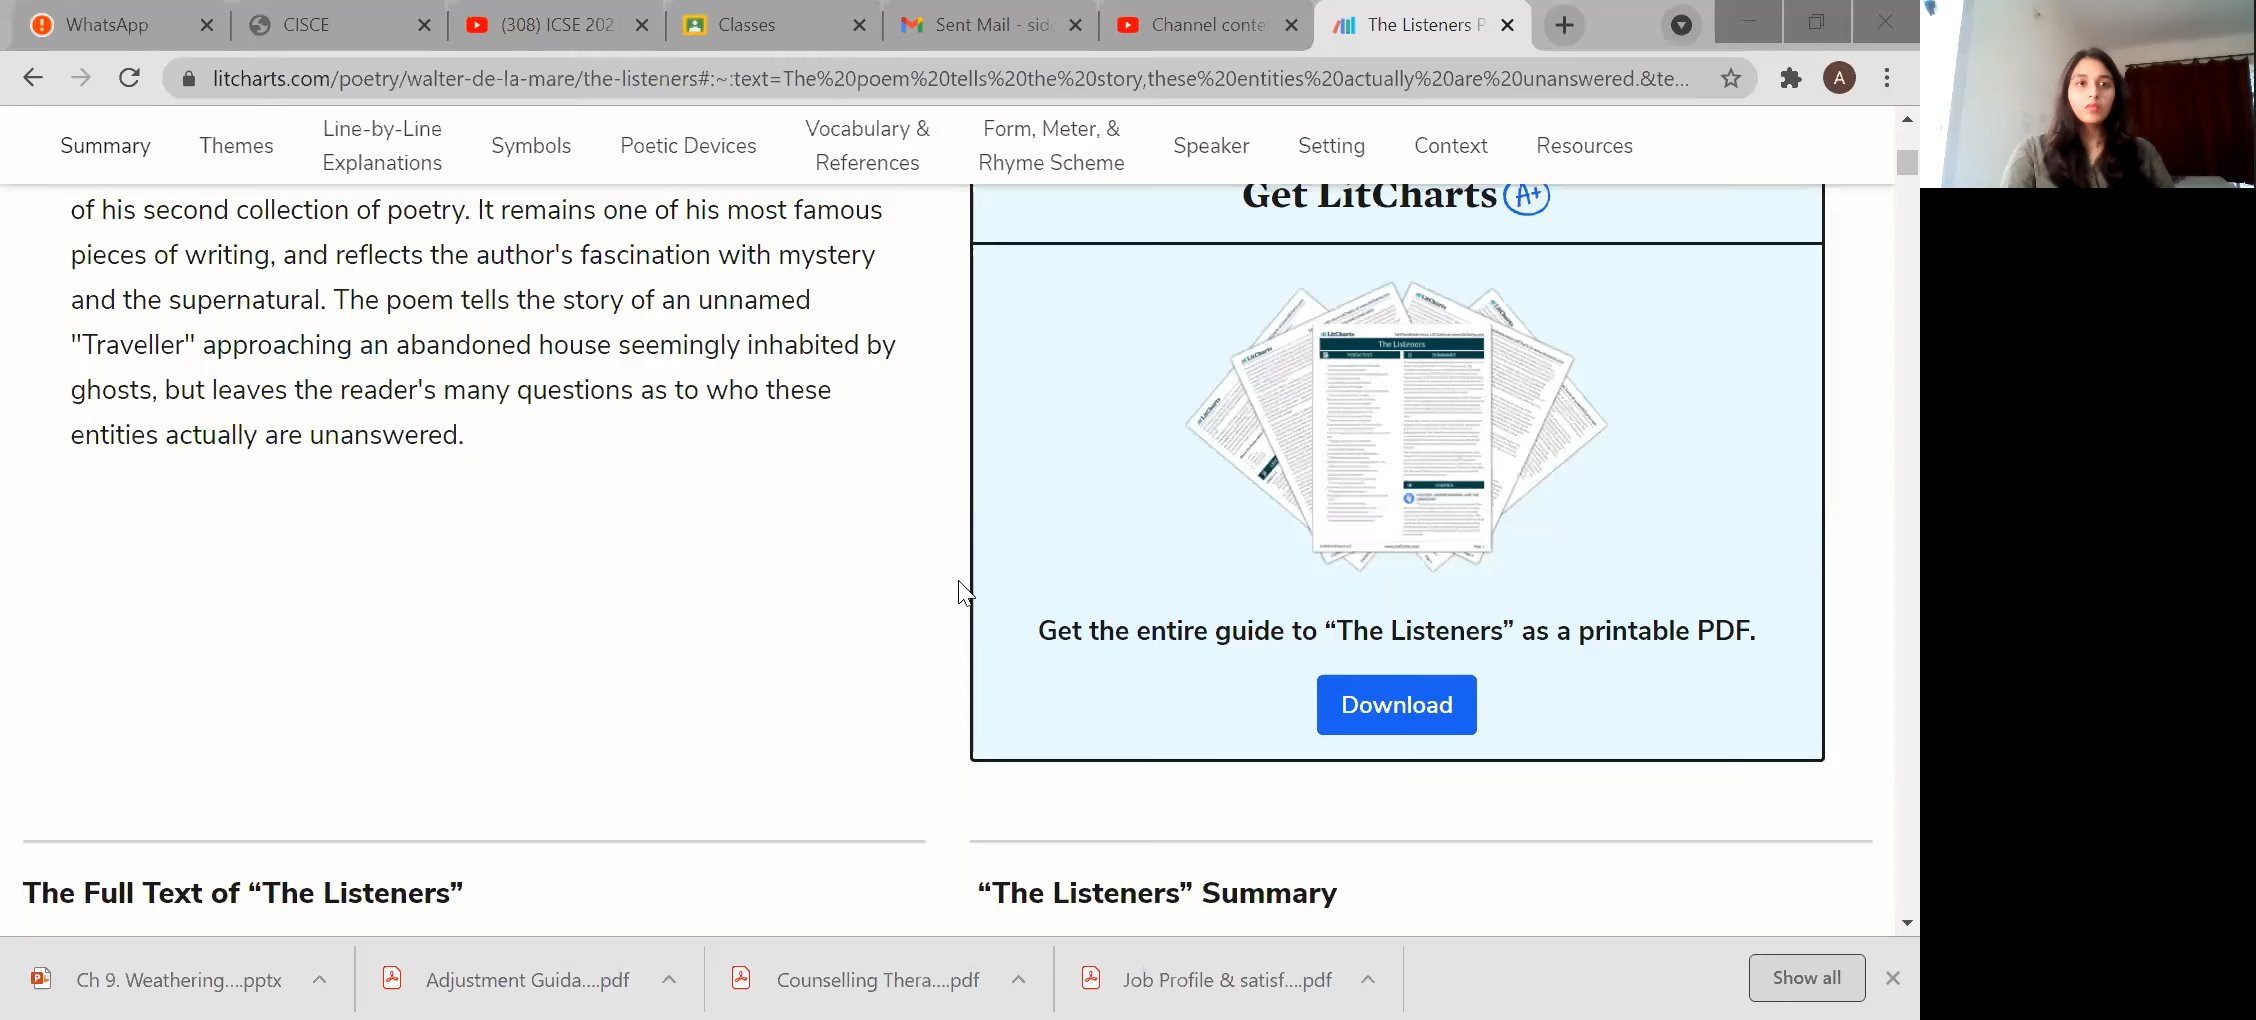 WhatsApp
CISCE
(308) ICSE 202
Classes
Sent Mail - sid
Channel conte
The Listeners P
litcharts.com/poetry/walter-de-la-mare/the-listeners#:~:text=The%20poem%20tells%20the%20story,these%20entities%20actually%20are%20unanswered.&te...
A
Summary
Themes
Line-by-Line
Explanations
Symbols
Poetic Devices
Vocabulary &
References
Form, Meter, &
Rhyme Scheme
Speaker
Setting
Context
Resources
of his second collection of poetry. It remains one of his most famous
pieces of writing, and reflects the author's fascination with mystery
and the supernatural. The poem tells the story of an unnamed
"Traveller" approaching an abandoned house seemingly inhabited by
ghosts, but leaves the reader's many questions as to who these
entities actually are unanswered.
Get LitCharts A+
LitCharts
The Listeners
Get the entire guide to “The Listeners” as a printable PDF.
Download
The Full Text of “The Listeners”
“The Listeners” Summary
Ch 9. Weathering....pptx
Adjustment Guida....pdf
Counselling Thera....pdf
Job Profile & satisf....pdf
Show all